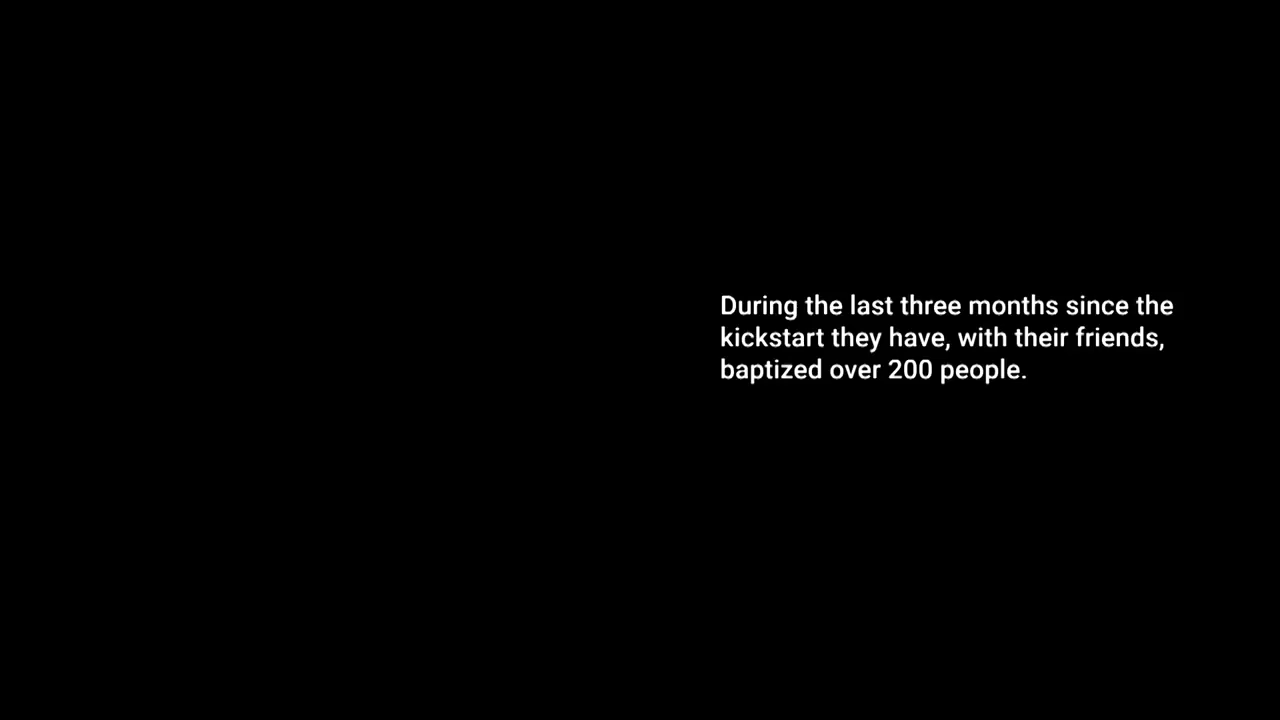 During the last three months since the
kickstart they have, with their friends,
baptized over 200 people.